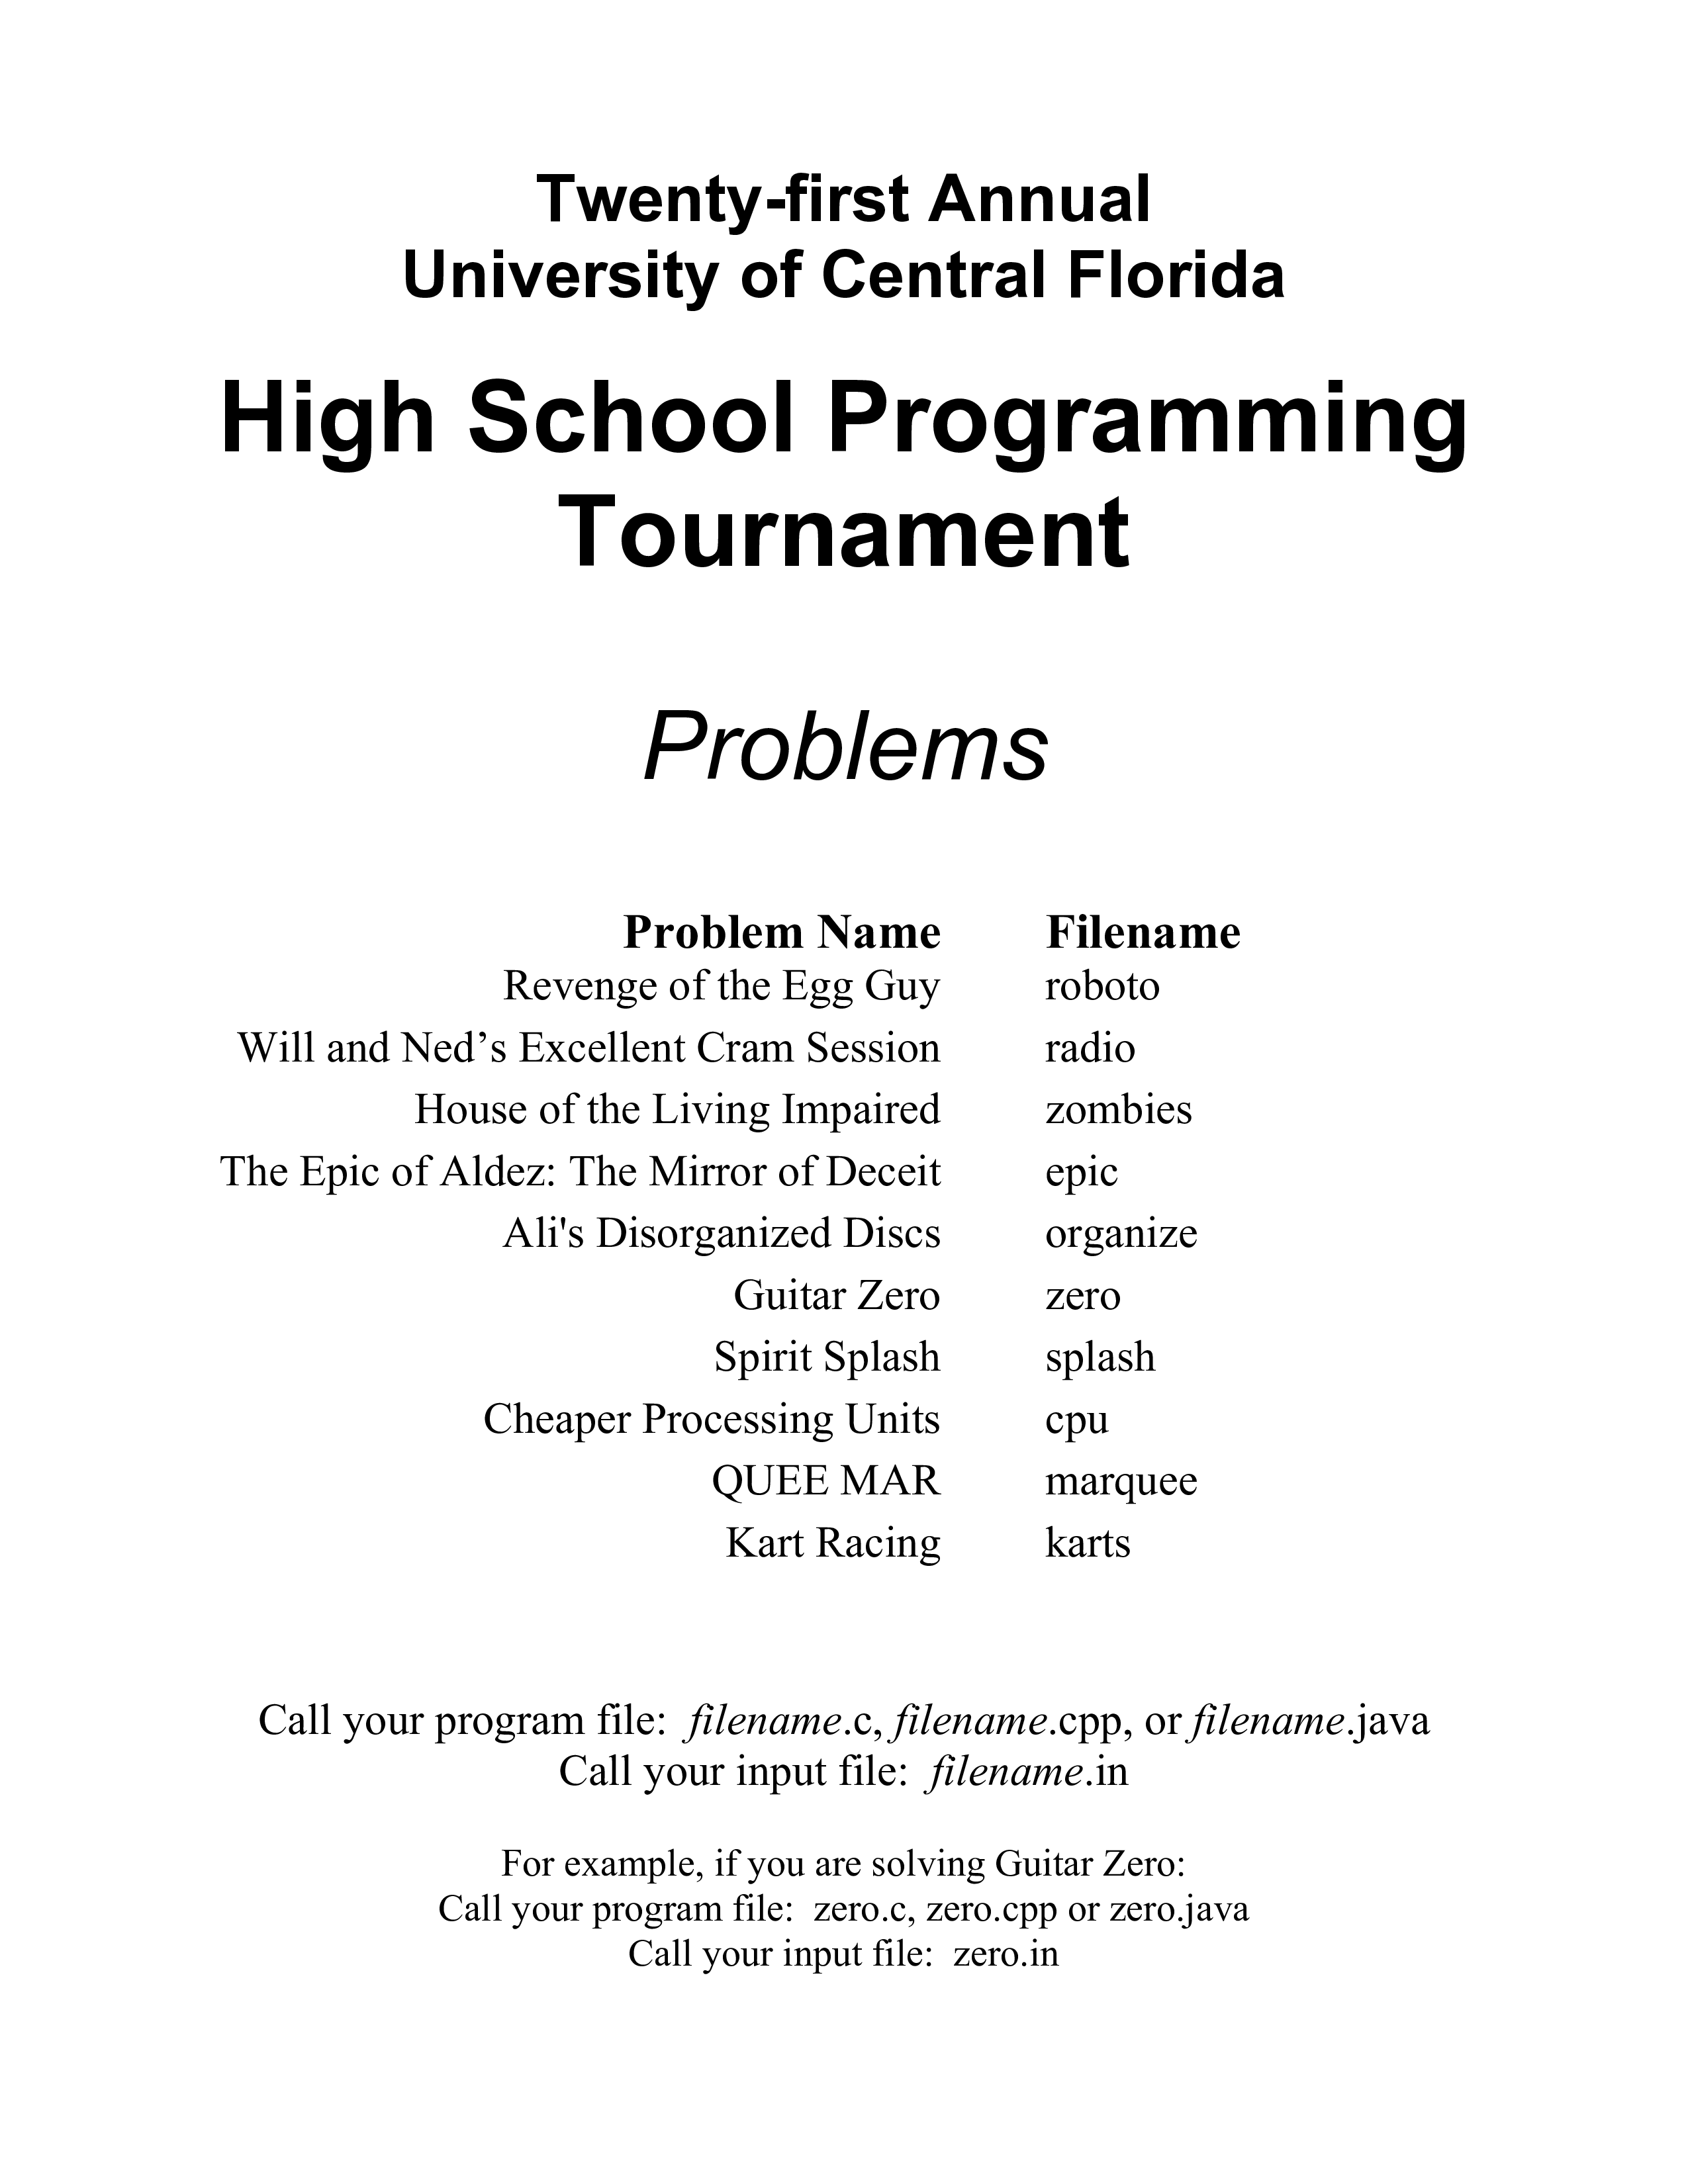 Twenty-first Annual
University of Central Florida
High School Programming
Tournament
Problems
Problem Name Filename
Revenge of the Egg Guy roboto
Will and Ned’s Excellent Cram Session radio
House of the Living Impaired zombies
The Epic of Aldez: The Mirror of Deceit epic
Ali's Disorganized Discs organize
Guitar Zero zero
Spirit Splash splash
Cheaper Processing Units cpu
QUEE MAR marquee
Kart Racing karts
Call your program file: filename.c, filename.cpp, or filename.java
Call your input file: filename.in
For example, if you are solving Guitar Zero:
Call your program file: zero.c, zero.cpp or zero.java
Call your input file: zero.in